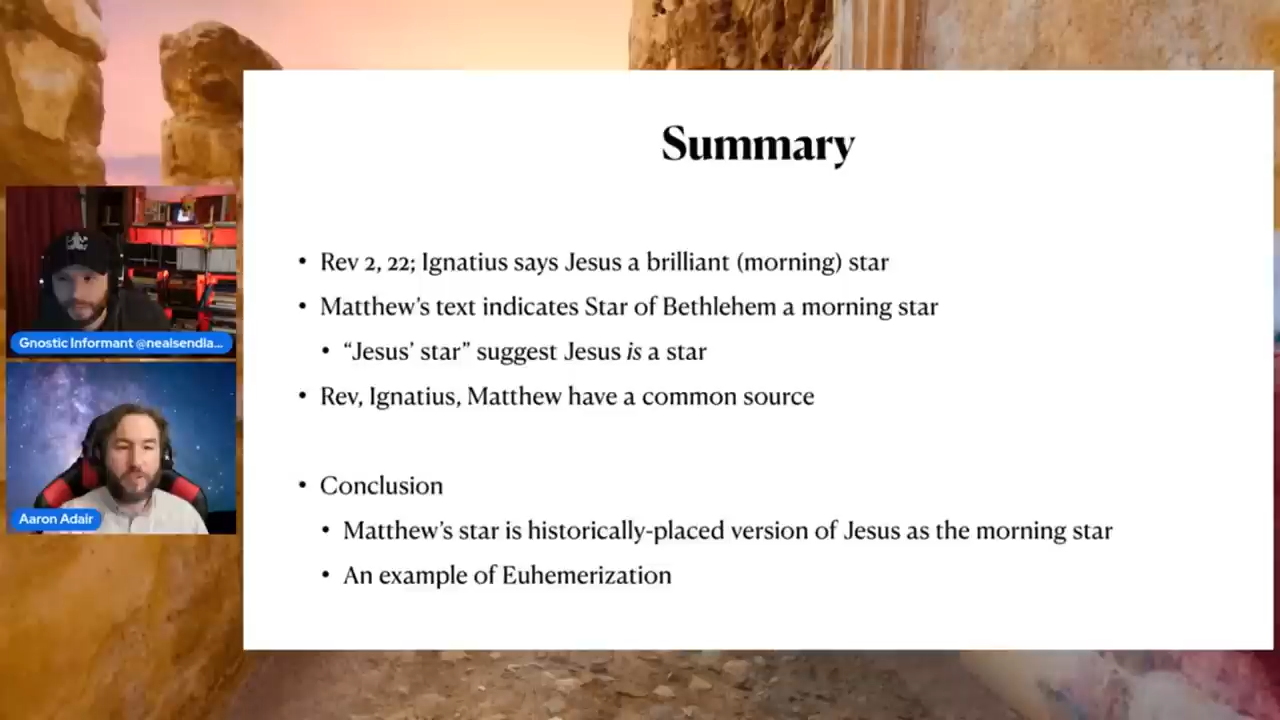 Summary
• Rev 2, 22; Ignatius says Jesus a brilliant (morning) star
• Matthew’s text indicates Star of Bethlehem a morning star
• “Jesus’ star” suggest Jesus is a star
• Rev, Ignatius, Matthew have a common source
• Conclusion
• Matthew’s star is historically-placed version of Jesus as the morning star
• An example of Euhemerization
Gnostic Informant @nealsendla...
Aaron Adair